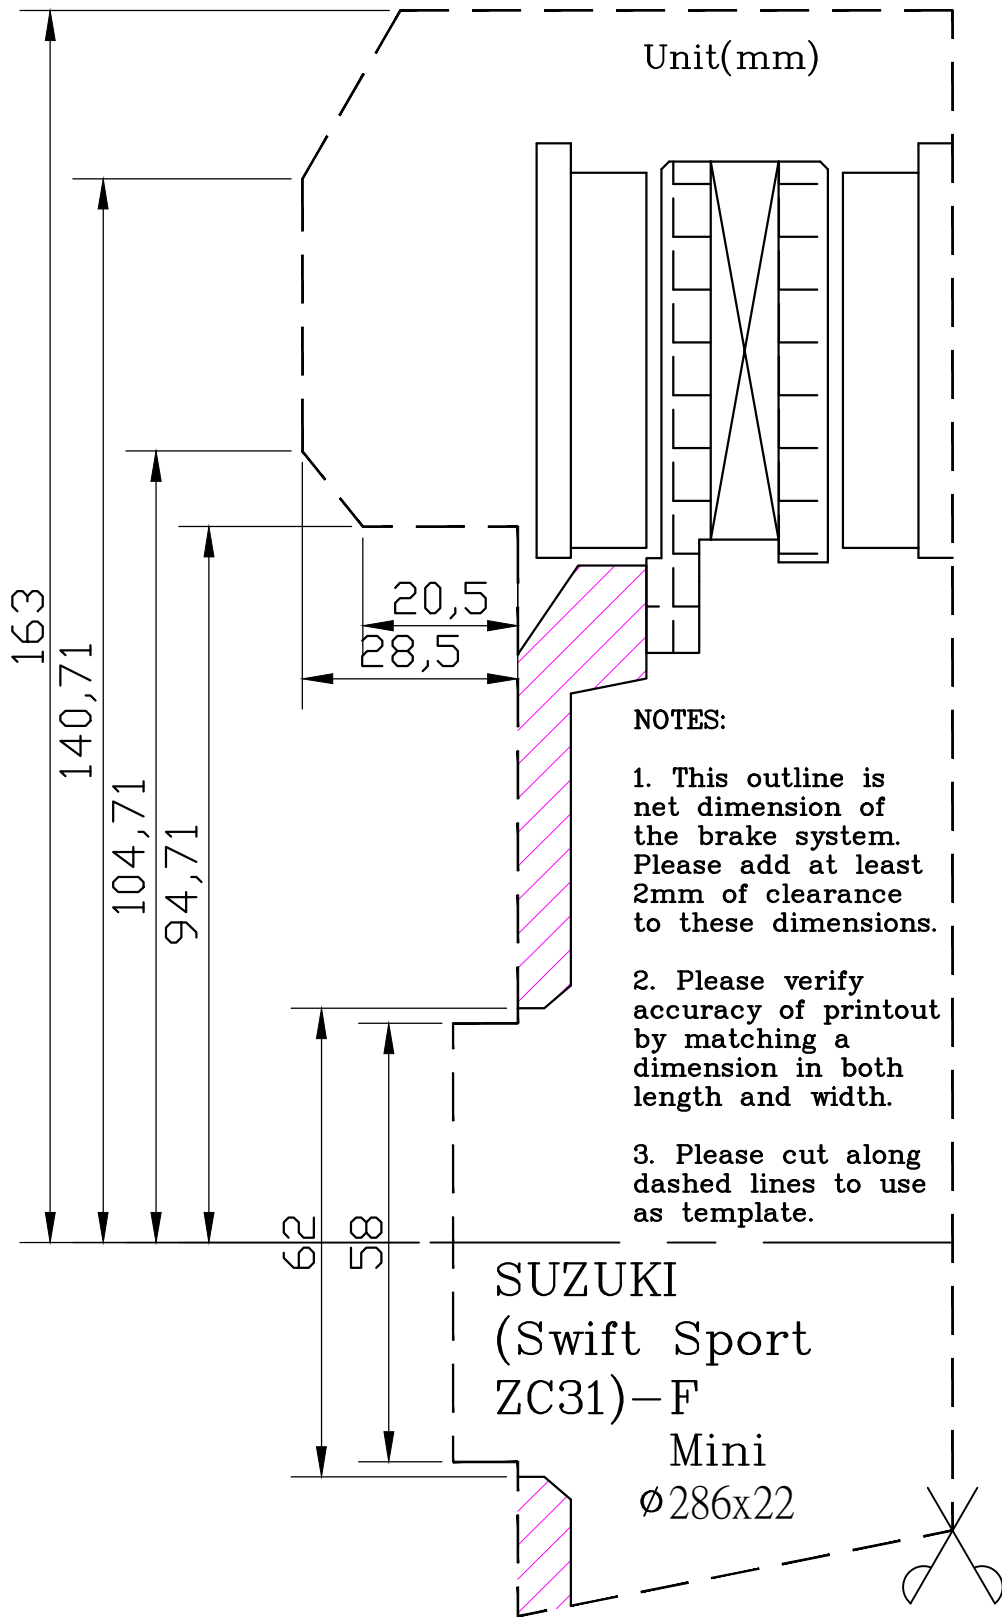 Unit(mm)
163
140,71
104,71
94,71
20,5
28,5
62
58
NOTES:
1. This outline is
net dimension of
the brake system.
Please add at least
2mm of clearance
to these dimensions.
2. Please verify
accuracy of printout
by matching a
dimension in both
length and width.
3. Please cut along
dashed lines to use
as template.
SUZUKI
(Swift Sport
ZC31)-F
Mini
Ø286x22